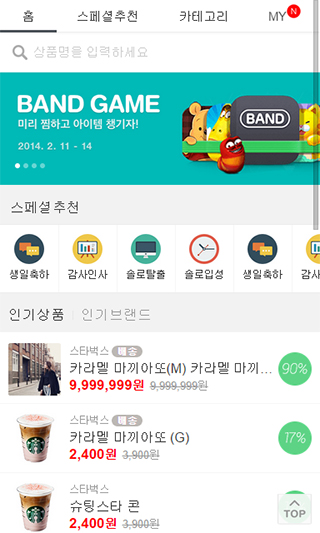 홈 스페셜추천 카테고리 MY N
상품명을 입력하세요
BAND GAME
미리 찜하고 아이템 챙기자!
2014. 2. 11 - 14
BAND
스페셜추천
생일축하 감사인사 솔로탈출 솔로입성 생일축하 감사
인기상품 인기브랜드
스타벅스 배송
카라멜 마끼아또(M) 카라멜 마끼...
9,999,999원 9,999,999원
90%
스타벅스 배송
카라멜 마끼아또 (G)
2,400원 3,900원
17%
스타벅스
슈팅스타 콘
2,400원 3,900원
TOP